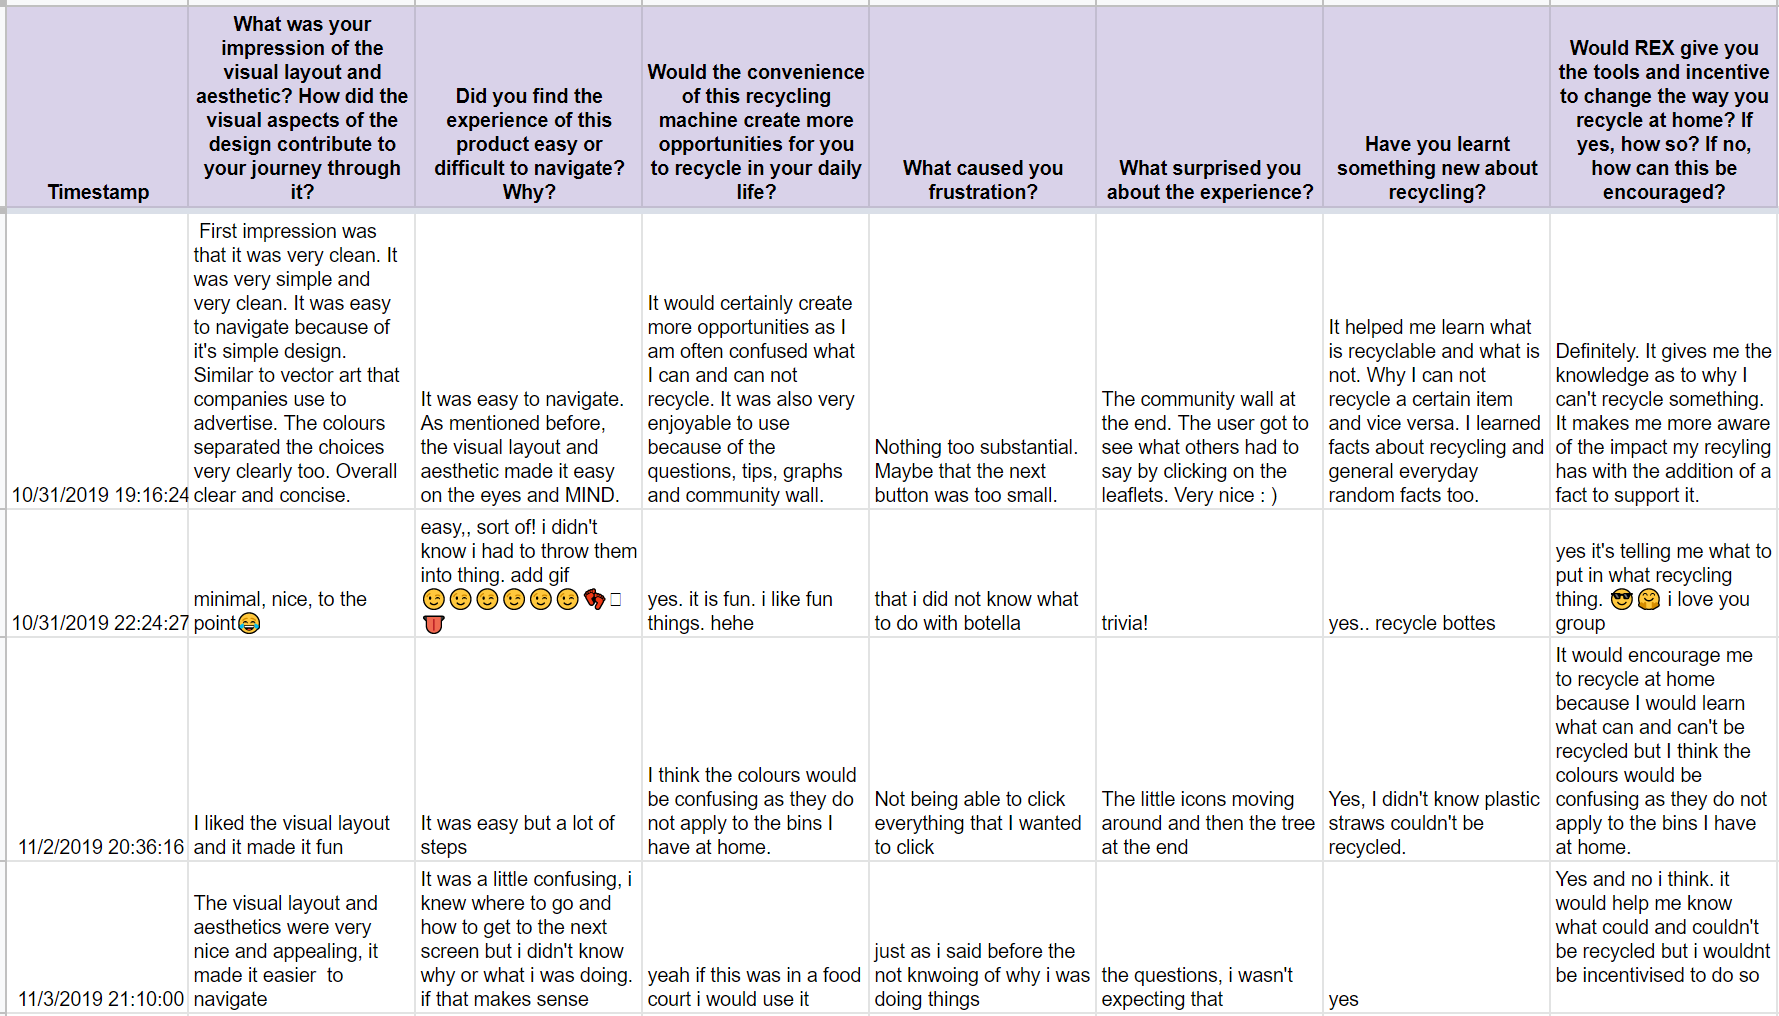 Timestamp
What was your
impression of the
visual layout and
aesthetic? How did the
visual aspects of the
design contribute to
your journey through
it?
Did you find the
experience of this
product easy or
difficult to navigate?
Why?
Would the convenience
of this recycling
machine create more
opportunities for you
to recycle in your daily
life?
What caused you
frustration?
What surprised you
about the experience?
Have you learnt
something new about
recycling?
Would REX give you
the tools and incentive
to change the way you
recycle at home? If
yes, how so? If no,
how can this be
encouraged?
10/31/2019 19:16:24
First impression was
that it was very clean. It
was very simple and
very clean. It was easy
to navigate because of
it's simple design.
Similar to vector art that
companies use to
advertise. The colours
separated the choices
very clearly too. Overall
clear and concise.
It was easy to navigate.
As mentioned before,
the visual layout and
aesthetic made it easy
on the eyes and MIND.
It would certainly create
more opportunities as I
am often confused what
I can and can not
recycle. It was also very
enjoyable to use
because of the
questions, tips, graphs
and community wall.
Nothing too substantial.
Maybe that the next
button was too small.
The community wall at
the end. The user got to
see what others had to
say by clicking on the
leaflets. Very nice : )
It helped me learn what
is recyclable and what is
not. Why I can not
recycle a certain item
and vice versa. I learned
facts about recycling and
general everyday
random facts too.
Definitely. It gives me the
knowledge as to why I
can't recycle something.
It makes me more aware
of the impact my recyling
has with the addition of a
fact to support it.
10/31/2019 22:24:27
minimal, nice, to the
point😂
easy,, sort of! i didn't
know i had to throw them
into thing. add gif
😉😉😉😉😉😉👣
👅
yes. it is fun. i like fun
things. hehe
that i did not know what
to do with botella
trivia!
yes.. recycle bottes
yes it's telling me what to
put in what recycling
thing. 😎🤗 i love you
group
11/2/2019 20:36:16
I liked the visual layout
and it made it fun
It was easy but a lot of
steps
I think the colours would
be confusing as they do
not apply to the bins I
have at home.
Not being able to click
everything that I wanted
to click
The little icons moving
around and then the tree
at the end
Yes, I didn't know plastic
straws couldn't be
recycled.
It would encourage me
to recycle at home
because I would learn
what can and can't be
recycled but I think the
colours would be
confusing as they do not
apply to the bins I have
at home.
11/3/2019 21:10:00
The visual layout and
aesthetics were very
nice and appealing, it
made it easier  to
navigate
It was a little confusing, i
knew where to go and
how to get to the next
screen but i didn't know
why or what i was doing.
if that makes sense
yeah if this was in a food
court i would use it
just as i said before the
not knwoing of why i was
doing things
the questions, i wasn't
expecting that
yes
Yes and no i think. it
would help me know
what could and couldn't
be recycled but i wouldnt
be incentivised to do so